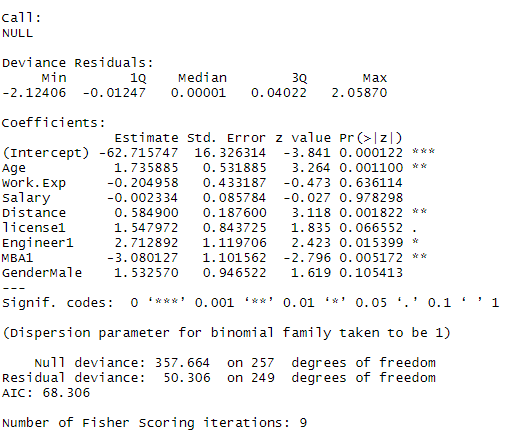 Call:
NULL
Deviance Residuals:
Min 1Q Median 3Q Max
-2.12406 -0.01247 0.00001 0.04022 2.05870
Coefficients:
Estimate Std. Error z value Pr(>|z|)
(Intercept) -62.715747 16.326314 -3.841 0.000122 ***
Age 1.735885 0.531885 3.264 0.001100 **
Work.Exp -0.204958 0.433187 -0.473 0.636114
Salary -0.002334 0.085784 -0.027 0.978298
Distance 0.584900 0.187600 3.118 0.001822 **
license1 1.547972 0.843725 1.835 0.066552 .
Engineer1 2.712892 1.119706 2.423 0.015399 *
MBA1 -3.080127 1.101562 -2.796 0.005172 **
GenderMale 1.532570 0.946522 1.619 0.105413
---
Signif. codes: 0 ‘***’ 0.001 ‘**’ 0.01 ‘*’ 0.05 ‘.’ 0.1 ‘ ’ 1
(Dispersion parameter for binomial family taken to be 1)
Null deviance: 357.664 on 257 degrees of freedom
Residual deviance: 50.306 on 249 degrees of freedom
AIC: 68.306
Number of Fisher Scoring iterations: 9